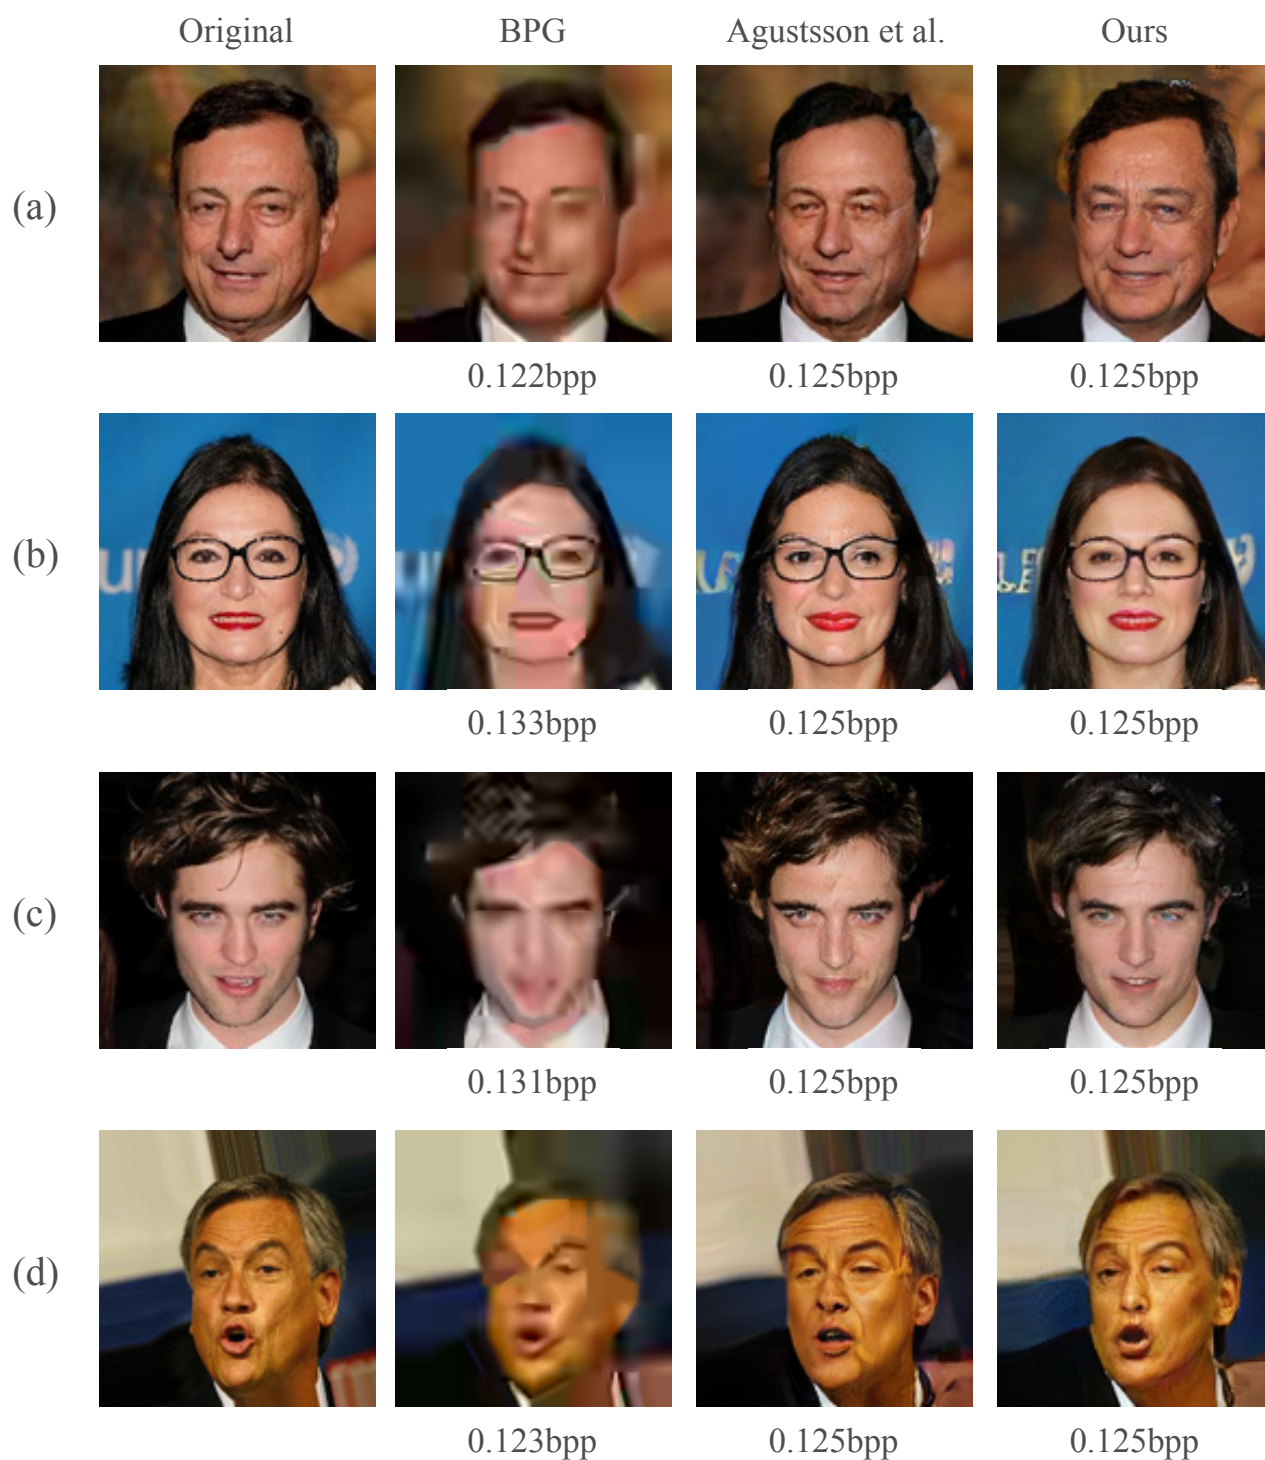 Original BPG Agustsson et al. Ours
(a)
0.122bpp 0.125bpp 0.125bpp
(b)
0.133bpp 0.125bpp 0.125bpp
(c)
0.131bpp 0.125bpp 0.125bpp
(d)
0.123bpp 0.125bpp 0.125bpp